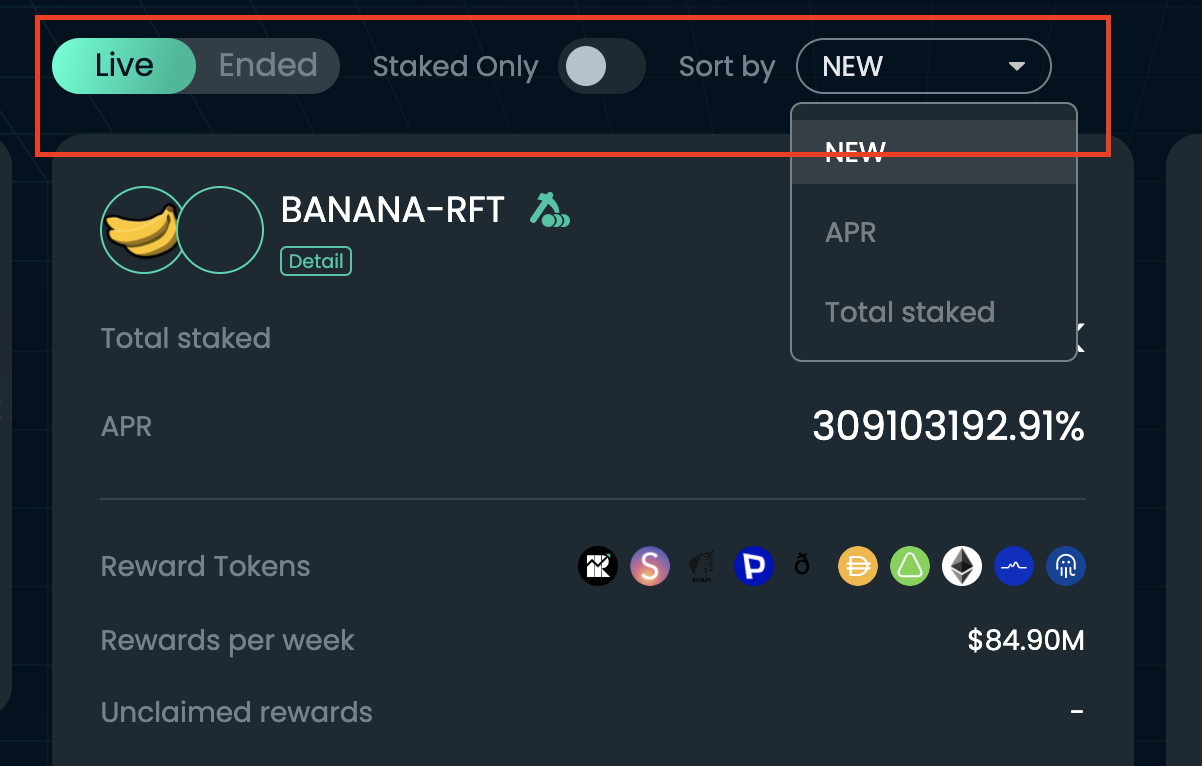 Live Ended Staked Only Sort by NEW
NEW
BANANA-RFT
APR
Detail
Total staked
Total staked
APR 309103192.91%
Reward Tokens
Rewards per week $84.90M
Unclaimed rewards -